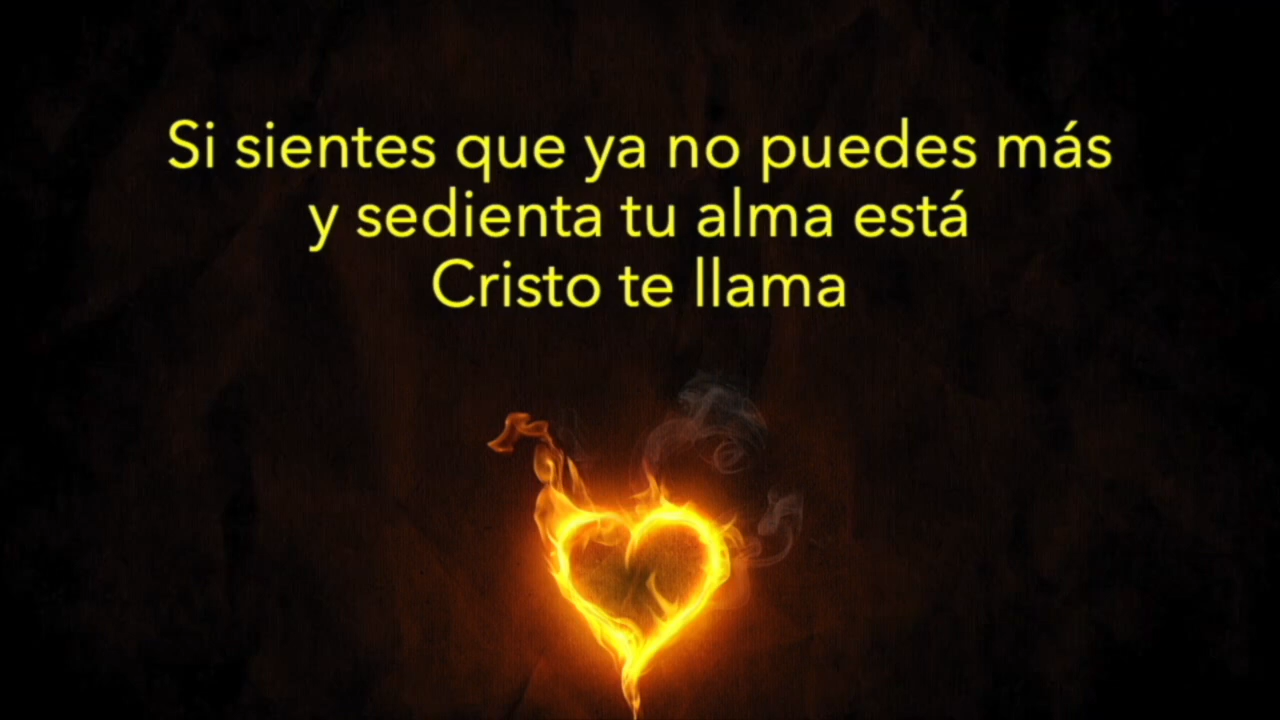 Si sientes que ya no puedes más
y sedienta tu alma está
Cristo te llama